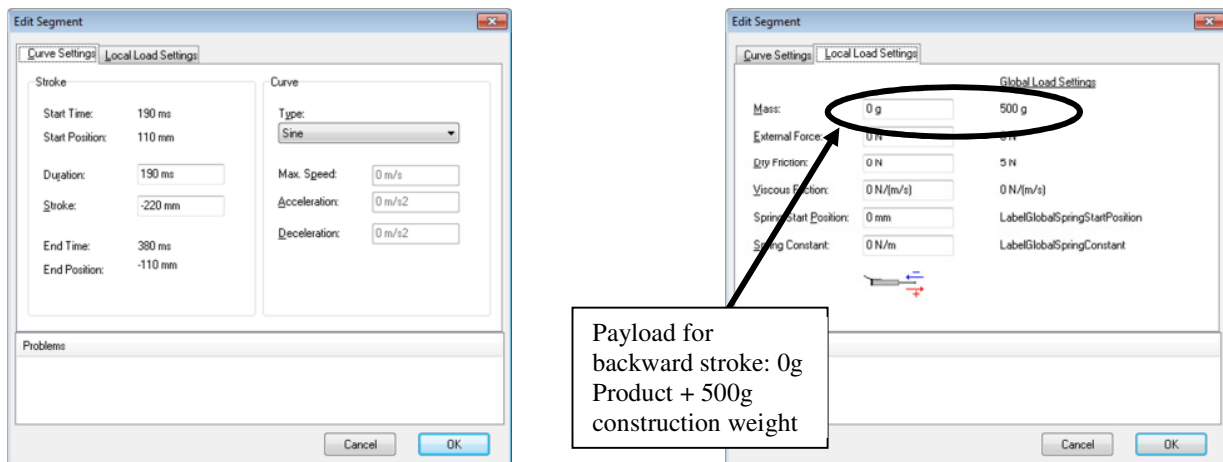 Edit Segment
Curve Settings Local Load Settings
Stroke
Start Time: 190 ms
Start Position: 110 mm
Duration: 190 ms
Stroke: -220 mm
End Time: 380 ms
End Position: -110 mm
Curve
Type:
Sine
Max. Speed: 0 m/s
Acceleration: 0 m/s2
Deceleration: 0 m/s2
Problems
Cancel OK
Edit Segment
Curve Settings Local Load Settings
Global Load Settings
Mass: 0 g 500 g
External Force: 0 N
Dry Friction: 0 N 5 N
Viscous 0 N/(m/s) 0 N/(m/s)
Spring Start Position: 0 mm LabelGlobalSpringStartPosition
Spring Constant: 0 N/m LabelGlobalSpringConstant
Payload for
backward stroke: 0g
Product + 500g
construction weight
Cancel OK